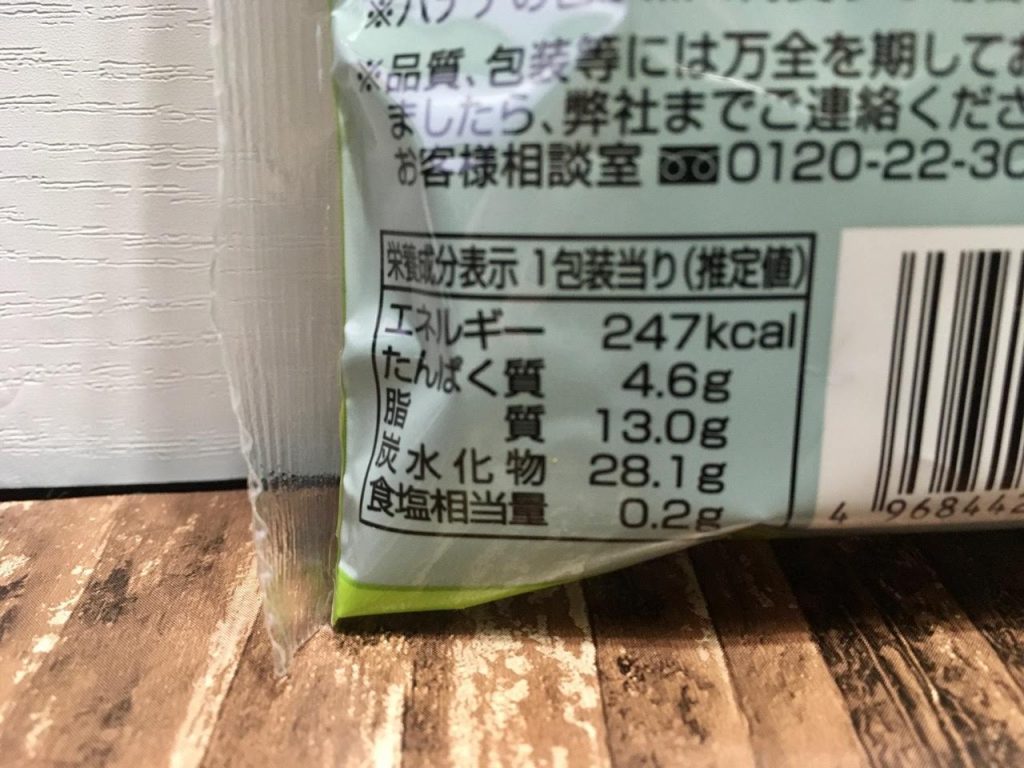 ※バナナの
※品質、包装等には万全を期してお
ましたら、弊社までご連絡くださ
お客様相談室 0120-22-30
栄養成分表示 1包装当り(推定値)
エネルギー 247kcal
たんぱく質 4.6g
脂質 13.0g
炭水化物 28.1g
食塩相当量 0.2g
4 968442